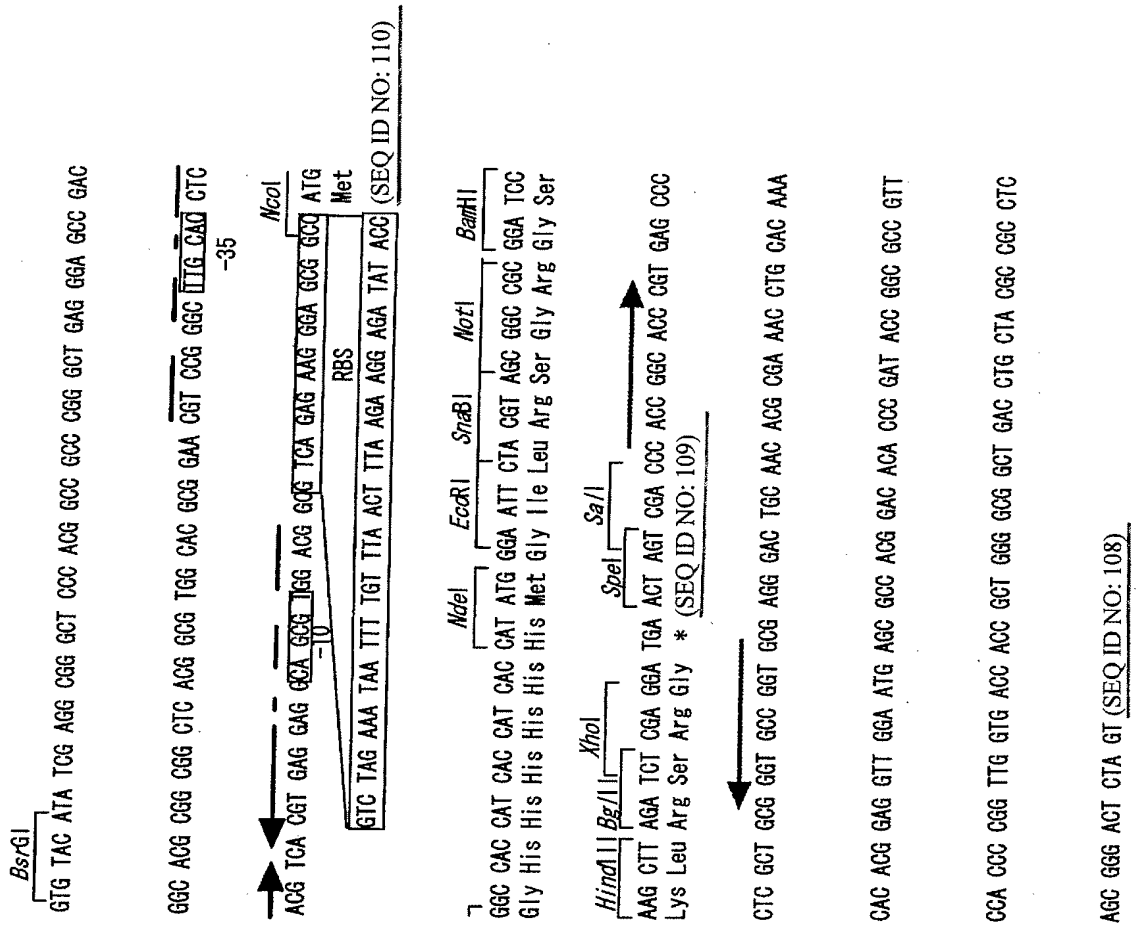 BsrGI
GTG TAC ATA TCG AGG CGG GCT CCC ACG GCC GCC CGG GCT GAG GGA GCC GAC
GGC ACG CGG CGG CTC ACG GCG TGG CAC GCG GAA CGT CCG GGC TTG CAC CTC
-35
NcoI
ACG TCA CGT GAG GAG GCA GCG TGG ACG GCG TCA GAG AAG GGA GCG GCC ATG
-10
RBS
Met
GTC TAG AAA TAA TTT TGT TTA ACT TTA AGA AGG AGA TAT ACC (SEQ ID NO: 110)
NdeI EcoRI SnaBI NotI BamHI
GGC CAC CAT CAC CAT CAC CAT ATG GGA ATT CTA CGT AGC GGC CGC GGA TCC
Gly His His His His His His Met Gly Ile Leu Arg Ser Gly Arg Gly Ser
HindIII BglII XhoI SpeI SalI
AAG CTT AGA TCT CGA GGA TGA ACT AGT CGA CCC ACC GGC ACC CGT GAG CCC
Lys Leu Arg Ser Arg Gly * (SEQ ID NO: 109)
CTC GCT GCG GGT GCC GGT GCG AGG GAC TGC AAC ACG CGA AAC CTG CAC AAA
CAC ACG GAG GTT GGA ATG AGC GCC ACG GAC ACA CCC GAT ACC GGC GCC GTT
CCA CCC CGG TTG GTG ACC ACC GCT GGG GCG GCT GAC CTG CTA CGC CGC CTC
AGC GGG ACT CTA GT (SEQ ID NO: 108)